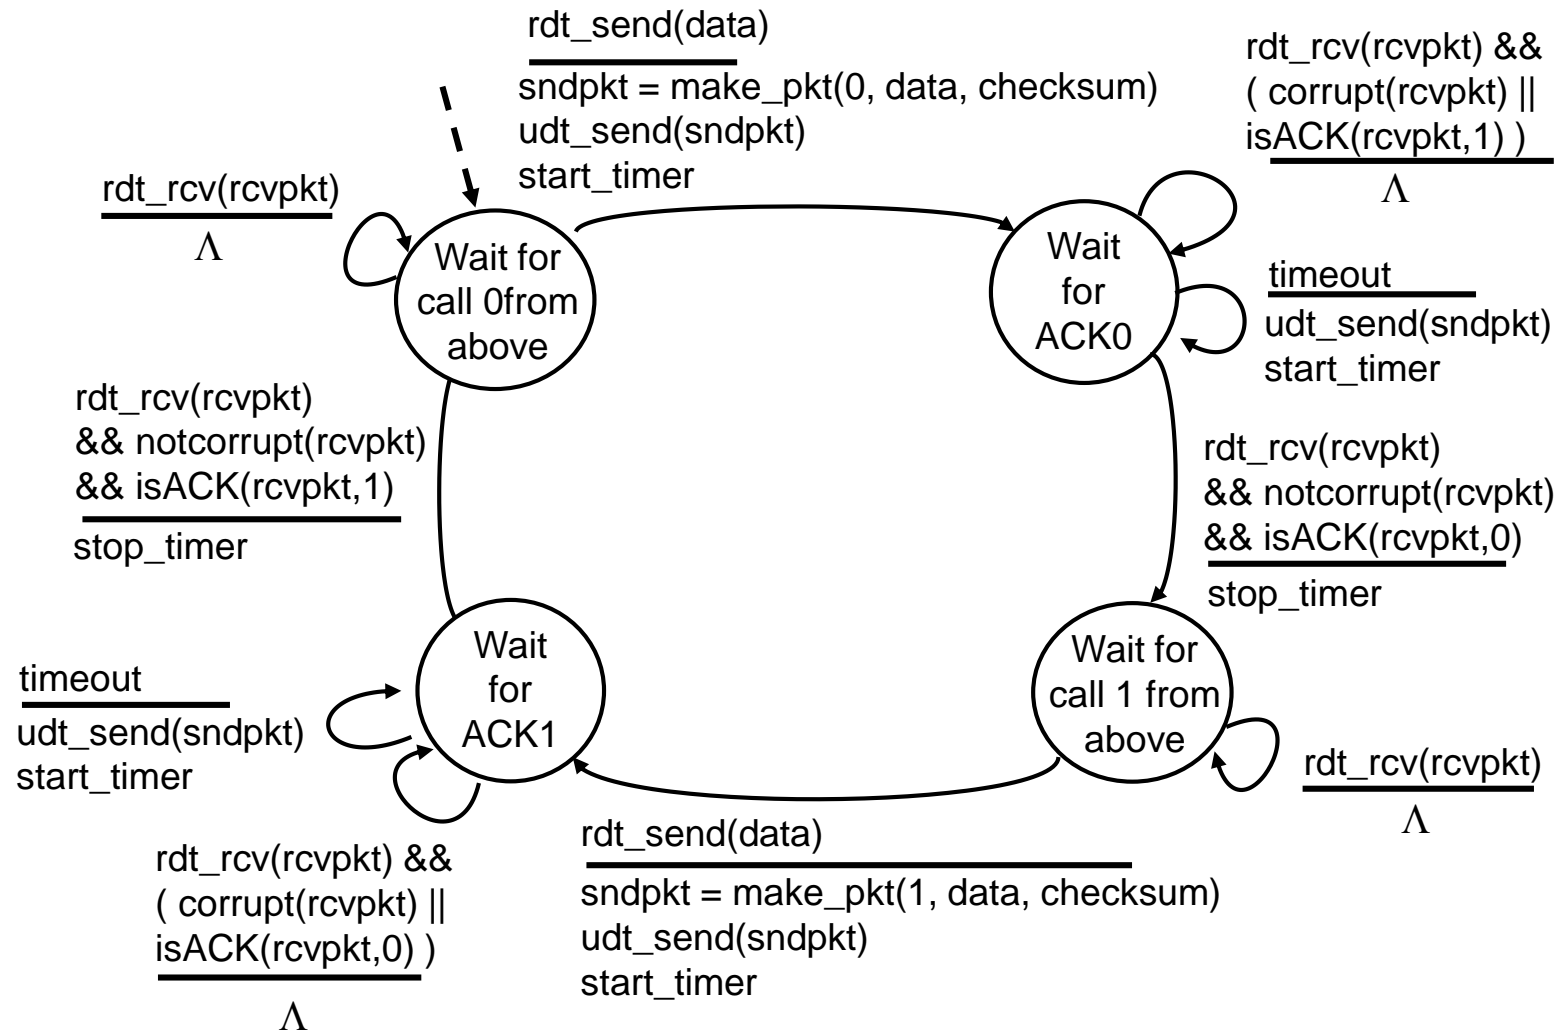 rdt_send(data)
sndpkt = make_pkt(0, data, checksum)
udt_send(sndpkt)
start_timer
rdt_rcv(rcvpkt) &&
( corrupt(rcvpkt) ||
isACK(rcvpkt,1) )
Λ
rdt_rcv(rcvpkt)
Λ
Wait for
call 0from
above
Wait
for
ACK0
timeout
udt_send(sndpkt)
start_timer
rdt_rcv(rcvpkt)
&& notcorrupt(rcvpkt)
&& isACK(rcvpkt,1)
stop_timer
rdt_rcv(rcvpkt)
&& notcorrupt(rcvpkt)
&& isACK(rcvpkt,0)
stop_timer
Wait
for
ACK1
Wait for
call 1 from
above
timeout
udt_send(sndpkt)
start_timer
rdt_rcv(rcvpkt)
Λ
rdt_rcv(rcvpkt) &&
( corrupt(rcvpkt) ||
isACK(rcvpkt,0) )
Λ
rdt_send(data)
sndpkt = make_pkt(1, data, checksum)
udt_send(sndpkt)
start_timer